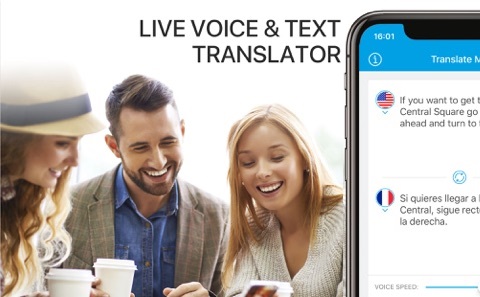 LIVE VOICE & TEXT
TRANSLATOR
16:01
Translate
If you want to get
Central Square go
ahead and turn to
Si quieres llegar a
Central, sigue
la derecha.
VOICE SPEED: